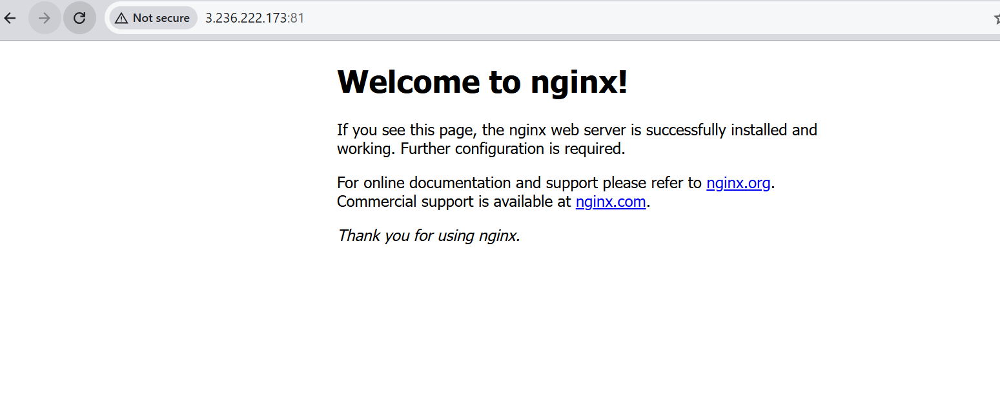 Not secure 3.236.222.173:81
Welcome to nginx!
If you see this page, the nginx web server is successfully installed and
working. Further configuration is required.
For online documentation and support please refer to nginx.org.
Commercial support is available at nginx.com.
Thank you for using nginx.